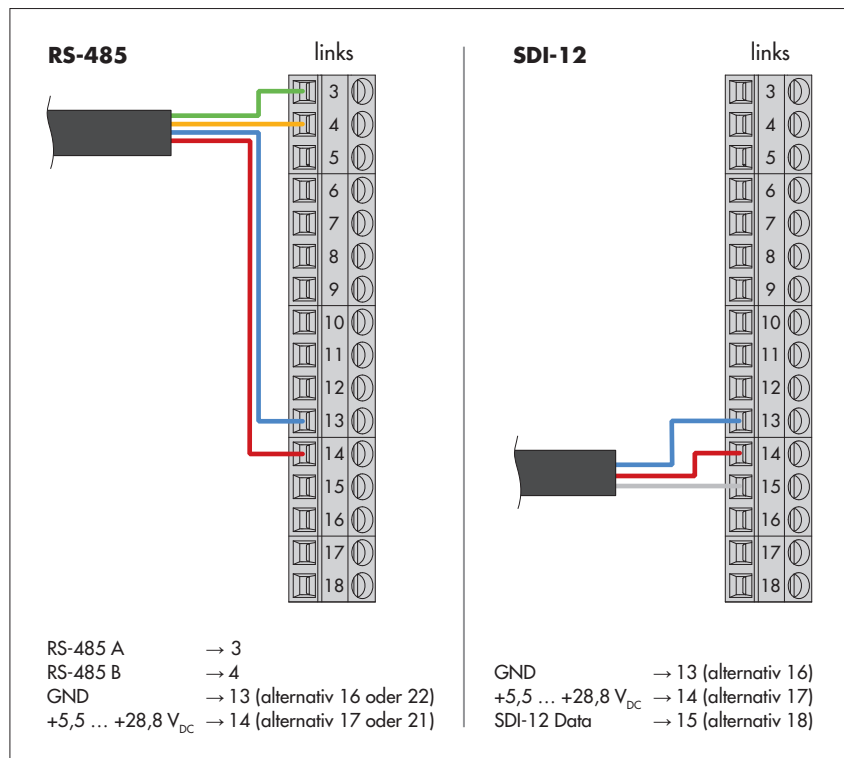 RS-485
links
3
4
5
6
7
8
9
10
11
12
13
14
15
16
17
18
RS-485 A → 3
RS-485 B → 4
GND → 13 (alternativ 16 oder 22)
+5,5 ... +28,8 VDC → 14 (alternativ 17 oder 21)
SDI-12
links
3
4
5
6
7
8
9
10
11
12
13
14
15
16
17
18
GND → 13 (alternativ 16)
+5,5 ... +28,8 VDC → 14 (alternativ 17)
SDI-12 Data → 15 (alternativ 18)